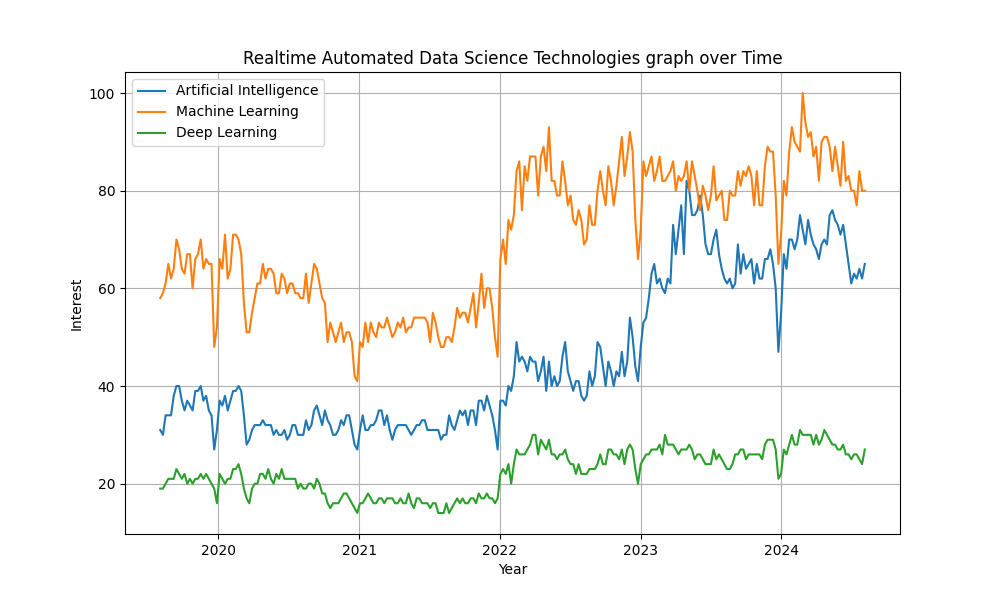 Realtime Automated Data Science Technologies graph over Time
Artificial Intelligence
Machine Learning
Deep Learning
100
80
60
40
20
Interest
2020 2021 2022 2023 2024
Year